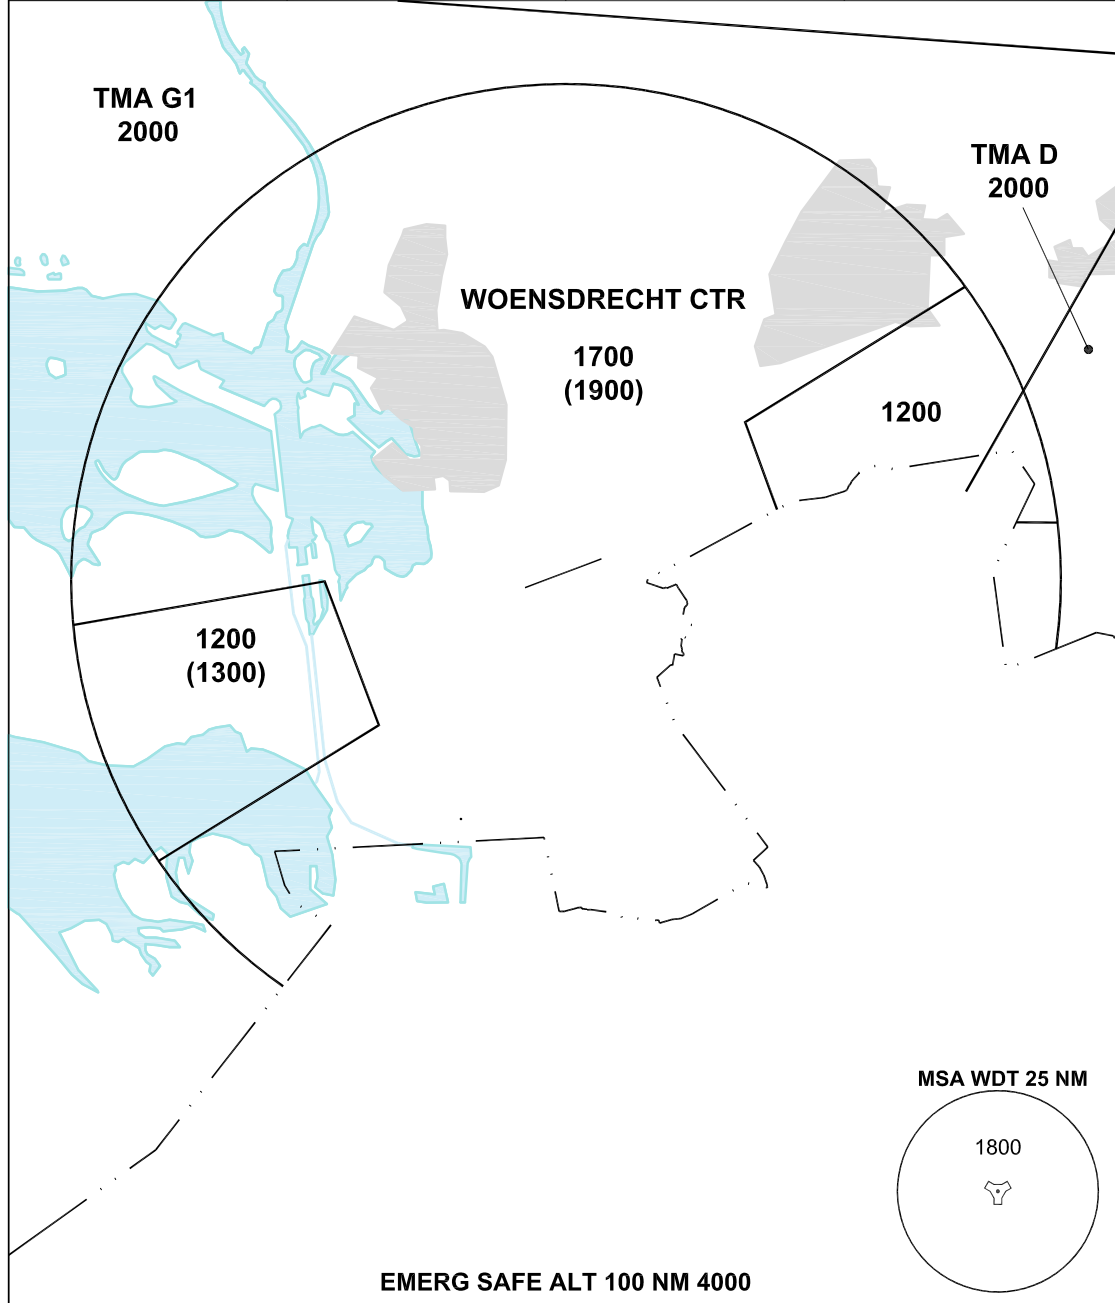 TMA G1
2000
TMA D
2000
WOENSDRECHT CTR
1700
(1900)
1200
1200
(1300)
MSA WDT 25 NM
1800
EMERG SAFE ALT 100 NM 4000